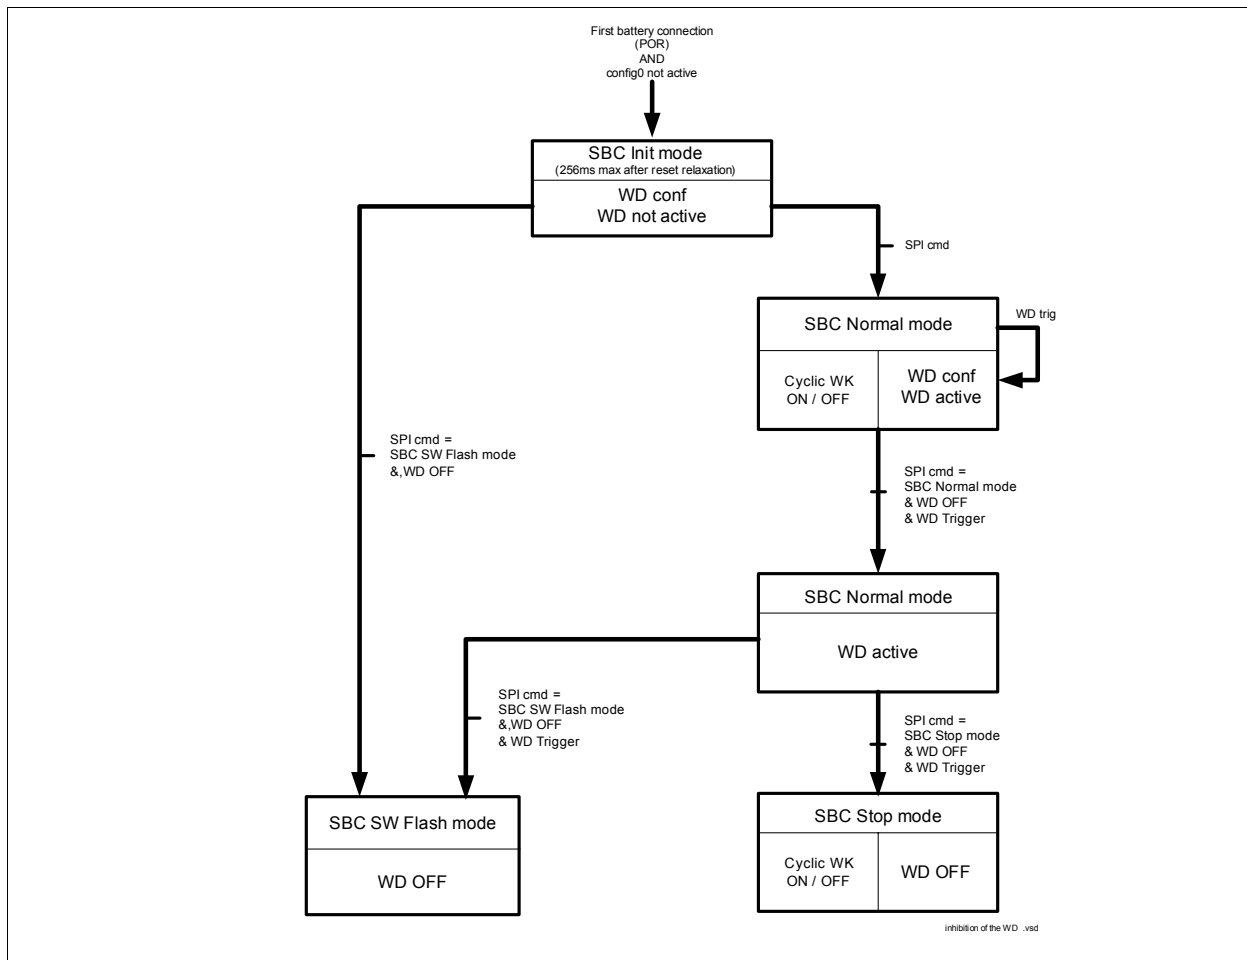 First battery connection
(POR)
AND
config0 not active
SBC Init mode
(256ms max after reset relaxation)
WD conf
WD not active
SPI cmd
SBC Normal mode
WD trig
Cyclic WK
ON / OFF
WD conf
WD active
SPI cmd =
SBC SW Flash mode
&,WD OFF
SPI cmd =
SBC Normal mode
& WD OFF
& WD Trigger
SBC Normal mode
WD active
SPI cmd =
SBC SW Flash mode
&,WD OFF
& WD Trigger
SPI cmd =
SBC Stop mode
& WD OFF
& WD Trigger
SBC SW Flash mode
WD OFF
SBC Stop mode
Cyclic WK
ON / OFF
WD OFF
inhibition of the WD .vsd